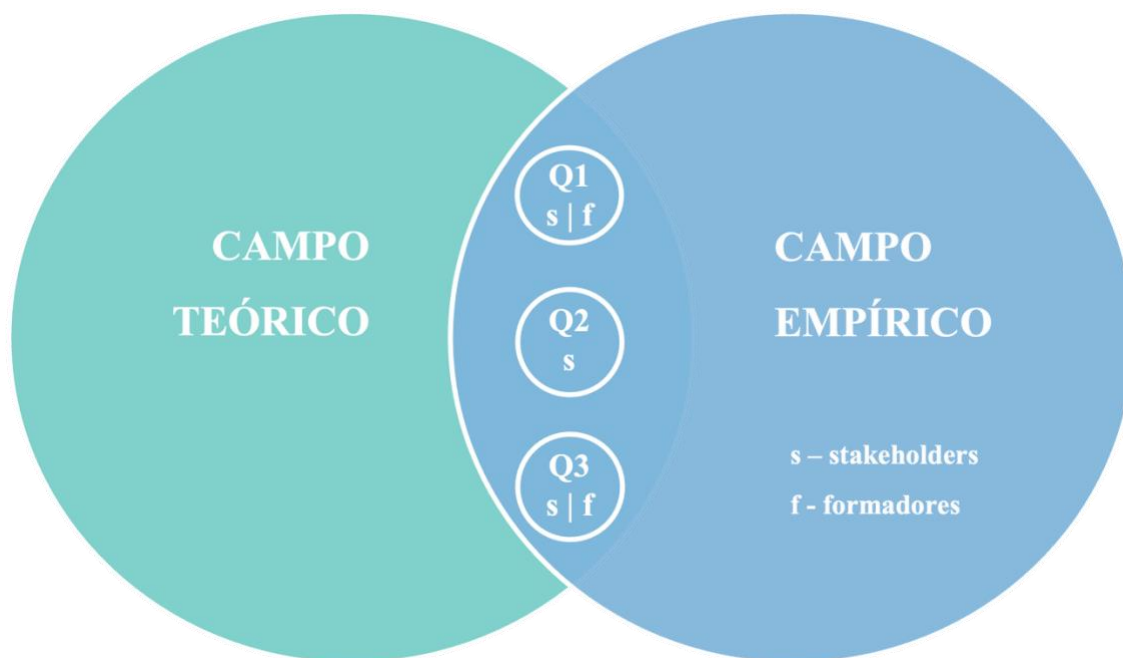 CAMPO
TEÓRICO
Q1
s | f
Q2
s
Q3
s | f
CAMPO
EMPÍRICO
s – stakeholders
f - formadores